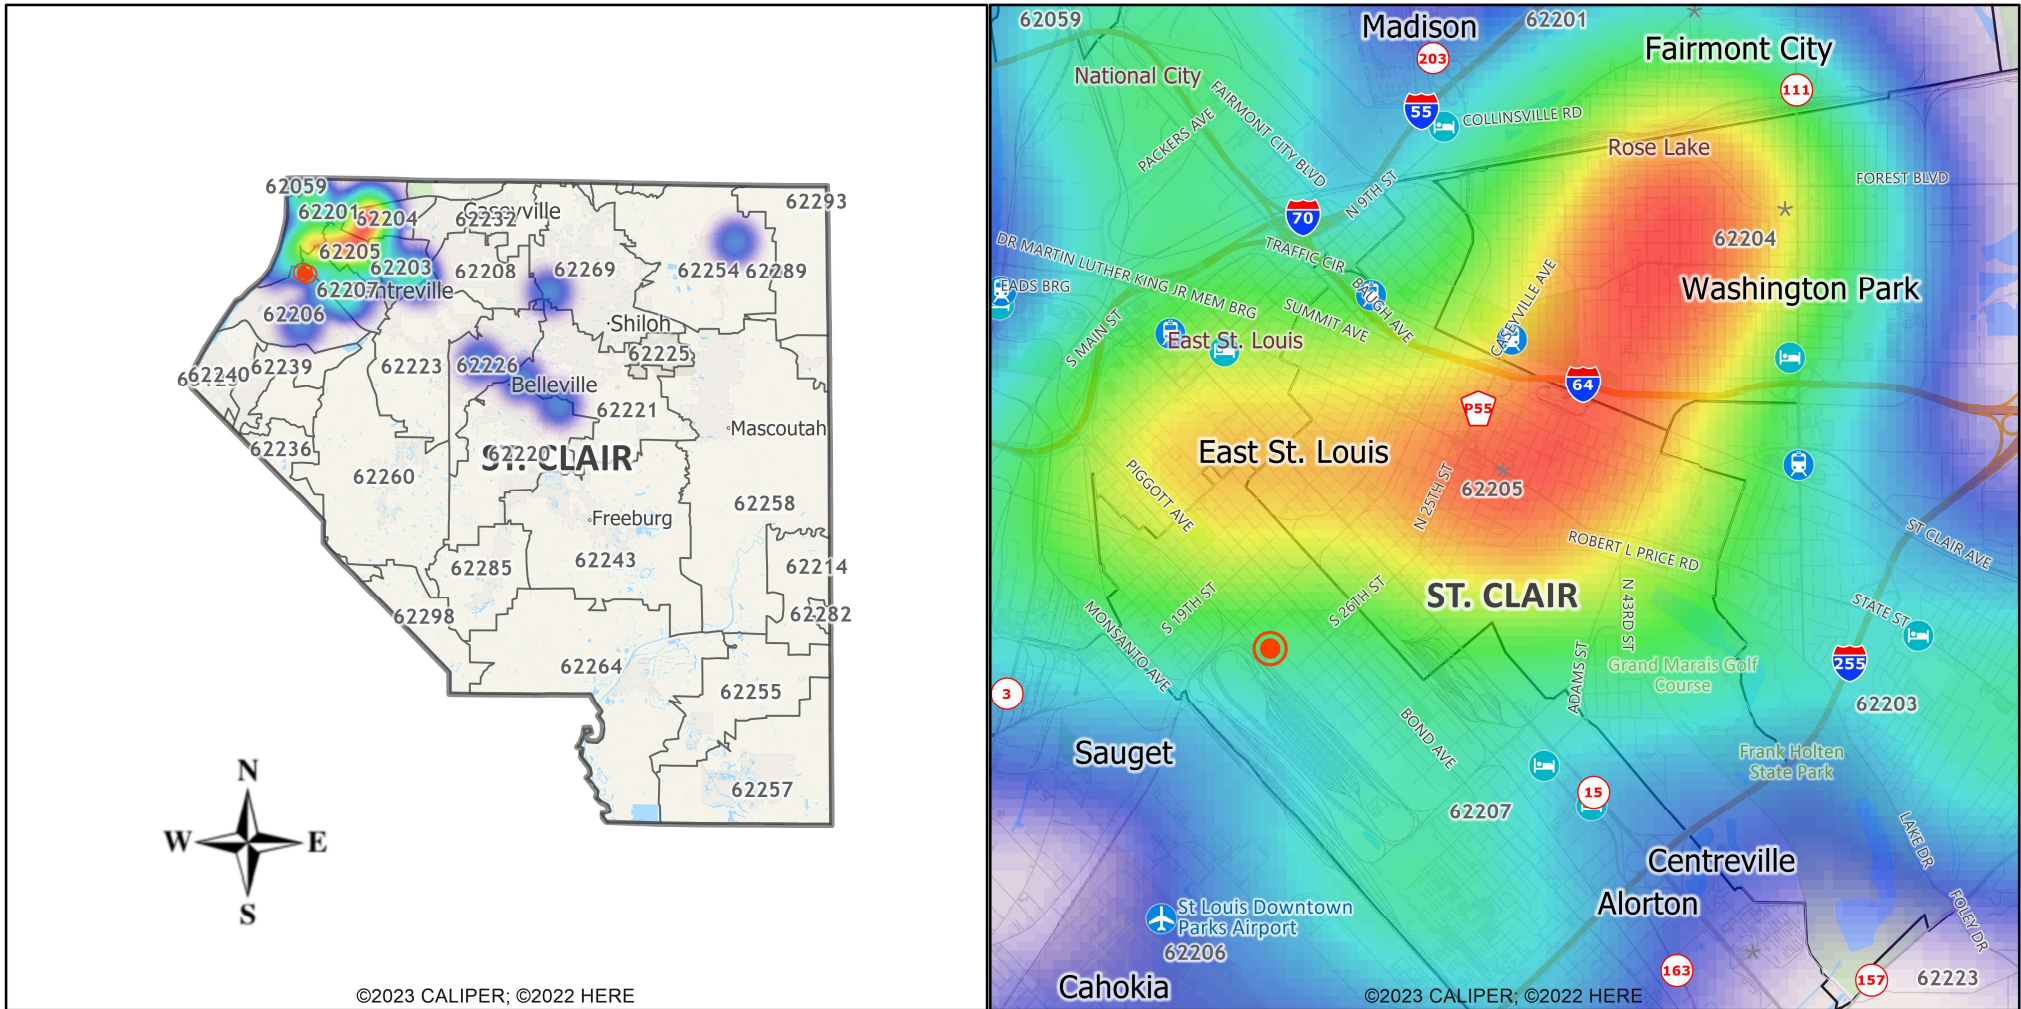 62059
62201
62204
62205
62203
62207
62206
Caseyville
62232
62208
62269
62254
62289
62293
Shiloh
62225
62240
62239
62223
62226
Belleville
62221
Mascoutah
62236
ST. CLAIR
62220
62260
62258
Freeburg
62243
62285
62214
62298
62282
62264
62255
62257
N
W
E
S
©2023 CALIPER; ©2022 HERE
62059
Madison
62201
Fairmont City
203
National City
111
FAIRMONT CITY BLVD
55
COLLINSVILLE RD
PACKERS AVE
Rose Lake
FOREST BLVD
N 9TH ST
70
62204
DR MARTIN LUTHER KING JR MEM BRG
TRAFFIC CIR
EADS BRG
Washington Park
BAUGH AVE
CASEYVILLE AVE
SUMMIT AVE
S MAIN ST
East St. Louis
64
P55
East St. Louis
PIGGOTT AVE
N 25TH ST
62205
ROBERT L PRICE RD
ST CLAIR AVE
ST. CLAIR
S 19TH ST
S 26TH ST
N 43RD ST
STATE ST
MONSANTO AVE
ADAMS ST
Grand Marais Golf
Course
255
3
62203
BOND AVE
Sauget
Frank Holten
State Park
15
62207
LAKE DR
Centreville
Alorton
St Louis Downtown
Parks Airport
FOLEY DR
62206
163
157
62223
Cahokia
©2023 CALIPER; ©2022 HERE